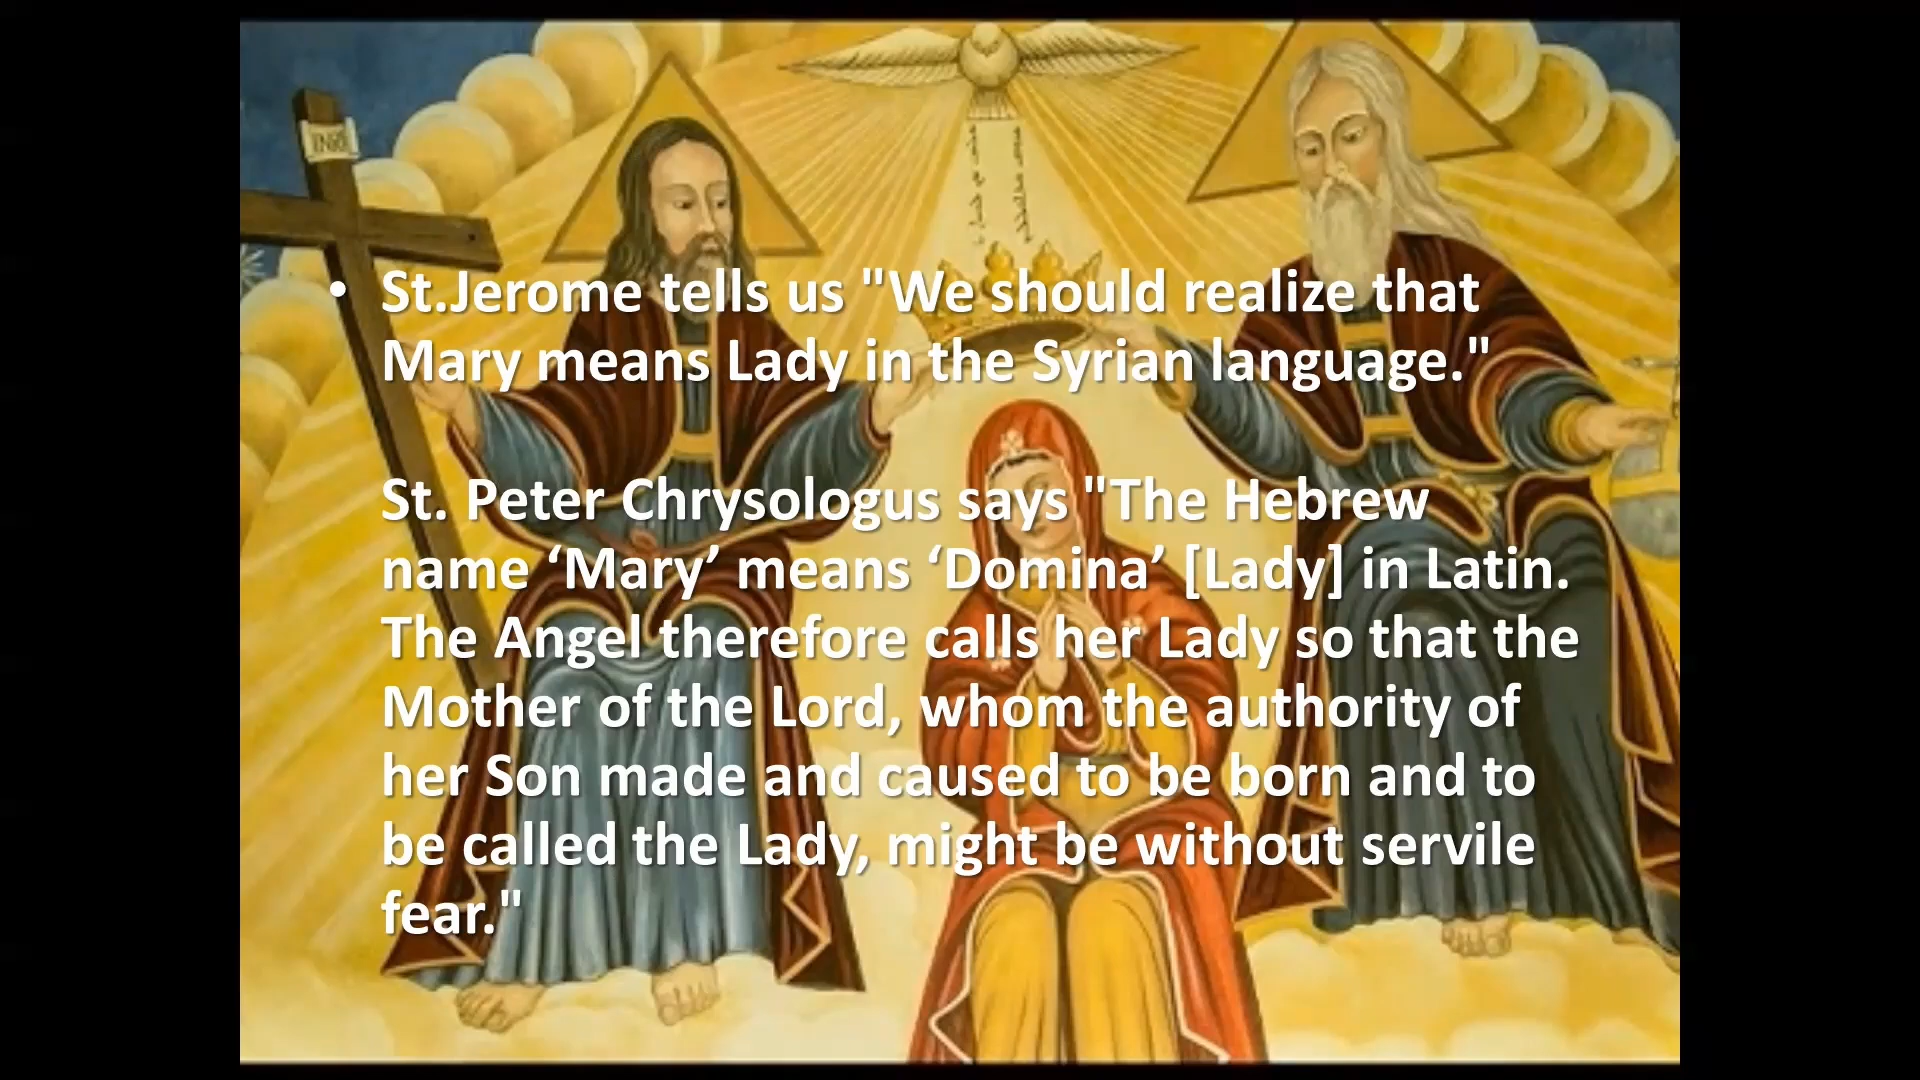 INRI
• St.Jerome tells us "We should realize that
Mary means Lady in the Syrian language."
St. Peter Chrysologus says "The Hebrew
name ‘Mary’ means ‘Domina’ [Lady] in Latin.
The Angel therefore calls her Lady so that the
Mother of the Lord, whom the authority of
her Son made and caused to be born and to
be called the Lady, might be without servile
fear."